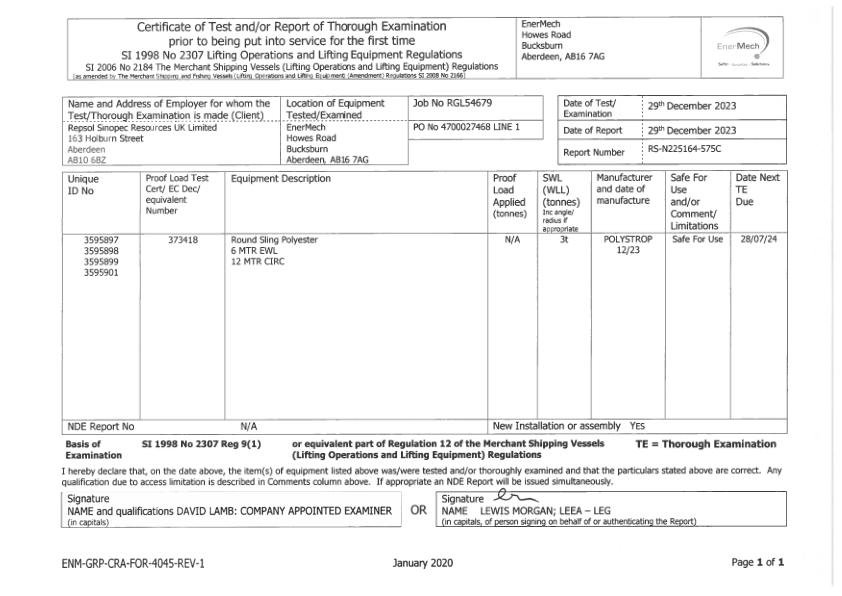 Certificate of Test and/or Report of Thorough Examination
prior to being put into service for the first time
SI 1998 No 2307 Lifting Operations and Lifting Equipment Regulations
SI 2006 No 2184 The Merchant Shipping Vessels (Lifting Operations and Lifting Equipment) Regulations
[as amended by The Merchant Shipping and Fishing Vessels (Lifting Operations and Lifting Equipment) (Amendment) Regulations SI 2008 No 2166]
EnerMech
Howes Road
Bucksburn
Aberdeen, AB16 7AG
EnerMech
Name and Address of Employer for whom the
Test/Thorough Examination is made (Client)
Repsol Sinopec Resources UK Limited
163 Holburn Street
Aberdeen
AB10 6BZ
Location of Equipment
Tested/Examined
EnerMech
Howes Road
Bucksburn
Aberdeen, AB16 7AG
Job No RGL54679
PO No 4700027468 LINE 1
Date of Test/
Examination
29th December 2023
Date of Report
29th December 2023
Report Number
RS-N225164-575C
Unique
ID No
Proof Load Test
Cert/ EC Dec/
equivalent
Number
Equipment Description
Proof
Load
Applied
(tonnes)
SWL
(WLL)
(tonnes)
Inc angle/
radius if
appropriate
Manufacturer
and date of
manufacture
Safe For
Use
and/or
Comment/
Limitations
Date Next
TE
Due
3595897
3595898
3595899
3595901
373418
Round Sling Polyester
6 MTR EWL
12 MTR CIRC
N/A
3t
POLYSTROP
12/23
Safe For Use
28/07/24
NDE Report No N/A
New Installation or assembly YES
Basis of
Examination
SI 1998 No 2307 Reg 9(1)
or equivalent part of Regulation 12 of the Merchant Shipping Vessels
(Lifting Operations and Lifting Equipment) Regulations
TE = Thorough Examination
I hereby declare that, on the date above, the item(s) of equipment listed above was/were tested and/or thoroughly examined and that the particulars stated above are correct. Any
qualification due to access limitation is described in Comments column above. If appropriate an NDE Report will be issued simultaneously.
Signature
NAME and qualifications DAVID LAMB: COMPANY APPOINTED EXAMINER
(in capitals)
OR
Signature
NAME LEWIS MORGAN; LEEA – LEG
(in capitals, of person signing on behalf of or authenticating the Report)
ENM-GRP-CRA-FOR-4045-REV-1
January 2020
Page 1 of 1